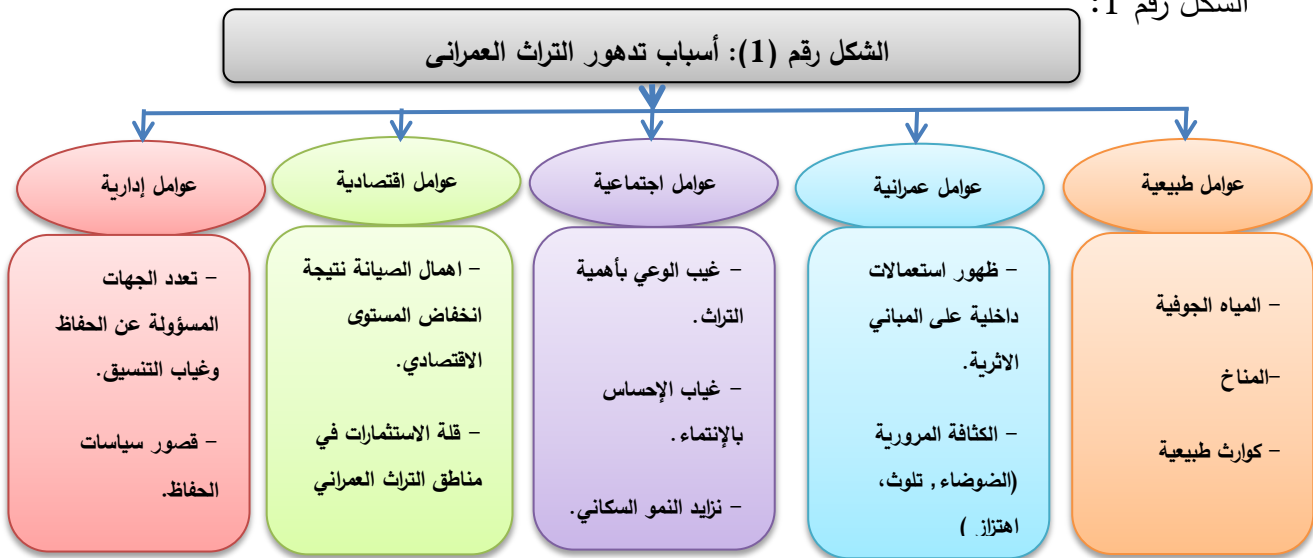 الشكل رقم 1:
الشكل رقم (1): أسباب تدهور التراث العمرانى
عوامل طبيعية
عوامل عمرانية
عوامل اجتماعية
عوامل اقتصادية
عوامل إدارية
– المياه الجوفية
–المناخ
– كوارث طبيعية
– ظهور استعمالات
داخلية على المباني
الاثرية.
– الكثافة المرورية
(الضوضاء , تلوث،
اهتزاز )
– غيب الوعي بأهمية
التراث.
– غياب الإحساس
بالإنتماء.
– نزايد النمو السكاني.
– اهمال الصيانة نتيجة
انخفاض المستوى
الاقتصادي.
– قلة الاستثمارات في
مناطق التراث العمراني
– تعدد الجهات
المسؤولة عن الحفاظ
وغياب التنسيق.
– قصور سياسات
الحفاظ.